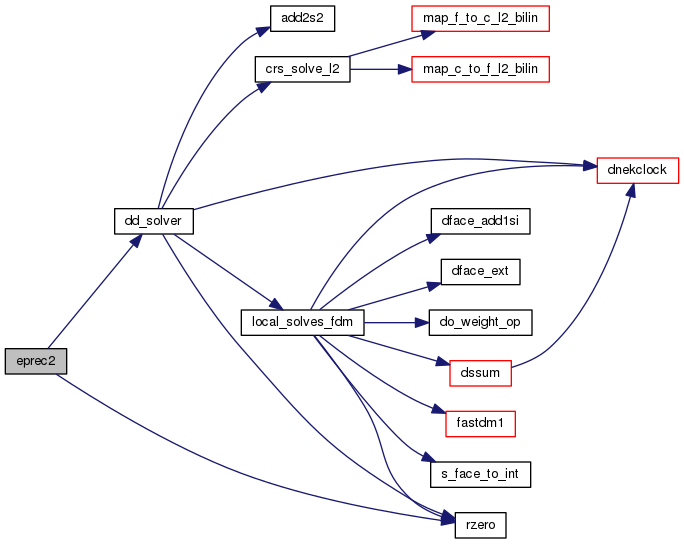 add2s2
map_f_to_c_l2_bilin
crs_solve_l2
map_c_to_f_l2_bilin
dnekclock
dd_solver
dface_add1si
dface_ext
local_solves_fdm
do_weight_op
eprec2
dssum
fastdm1
s_face_to_int
rzero